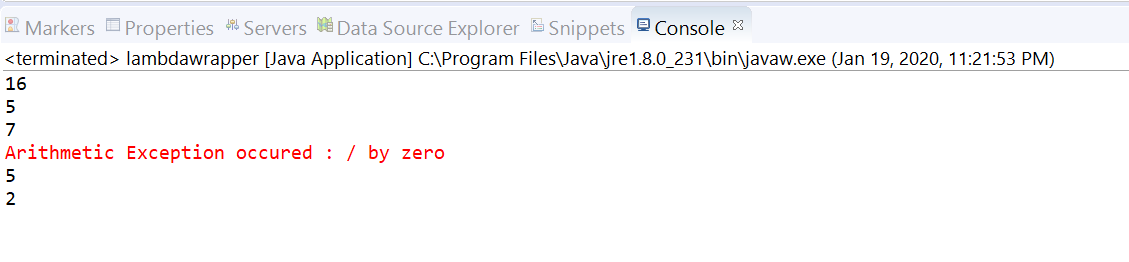 Markers Properties Servers Data Source Explorer Snippets Console
<terminated> lambdawrapper [Java Application] C:\Program Files\Java\jre1.8.0_231\bin\javaw.exe (Jan 19, 2020, 11:21:53 PM)
16
5
7
Arithmetic Exception occured : / by zero
5
2